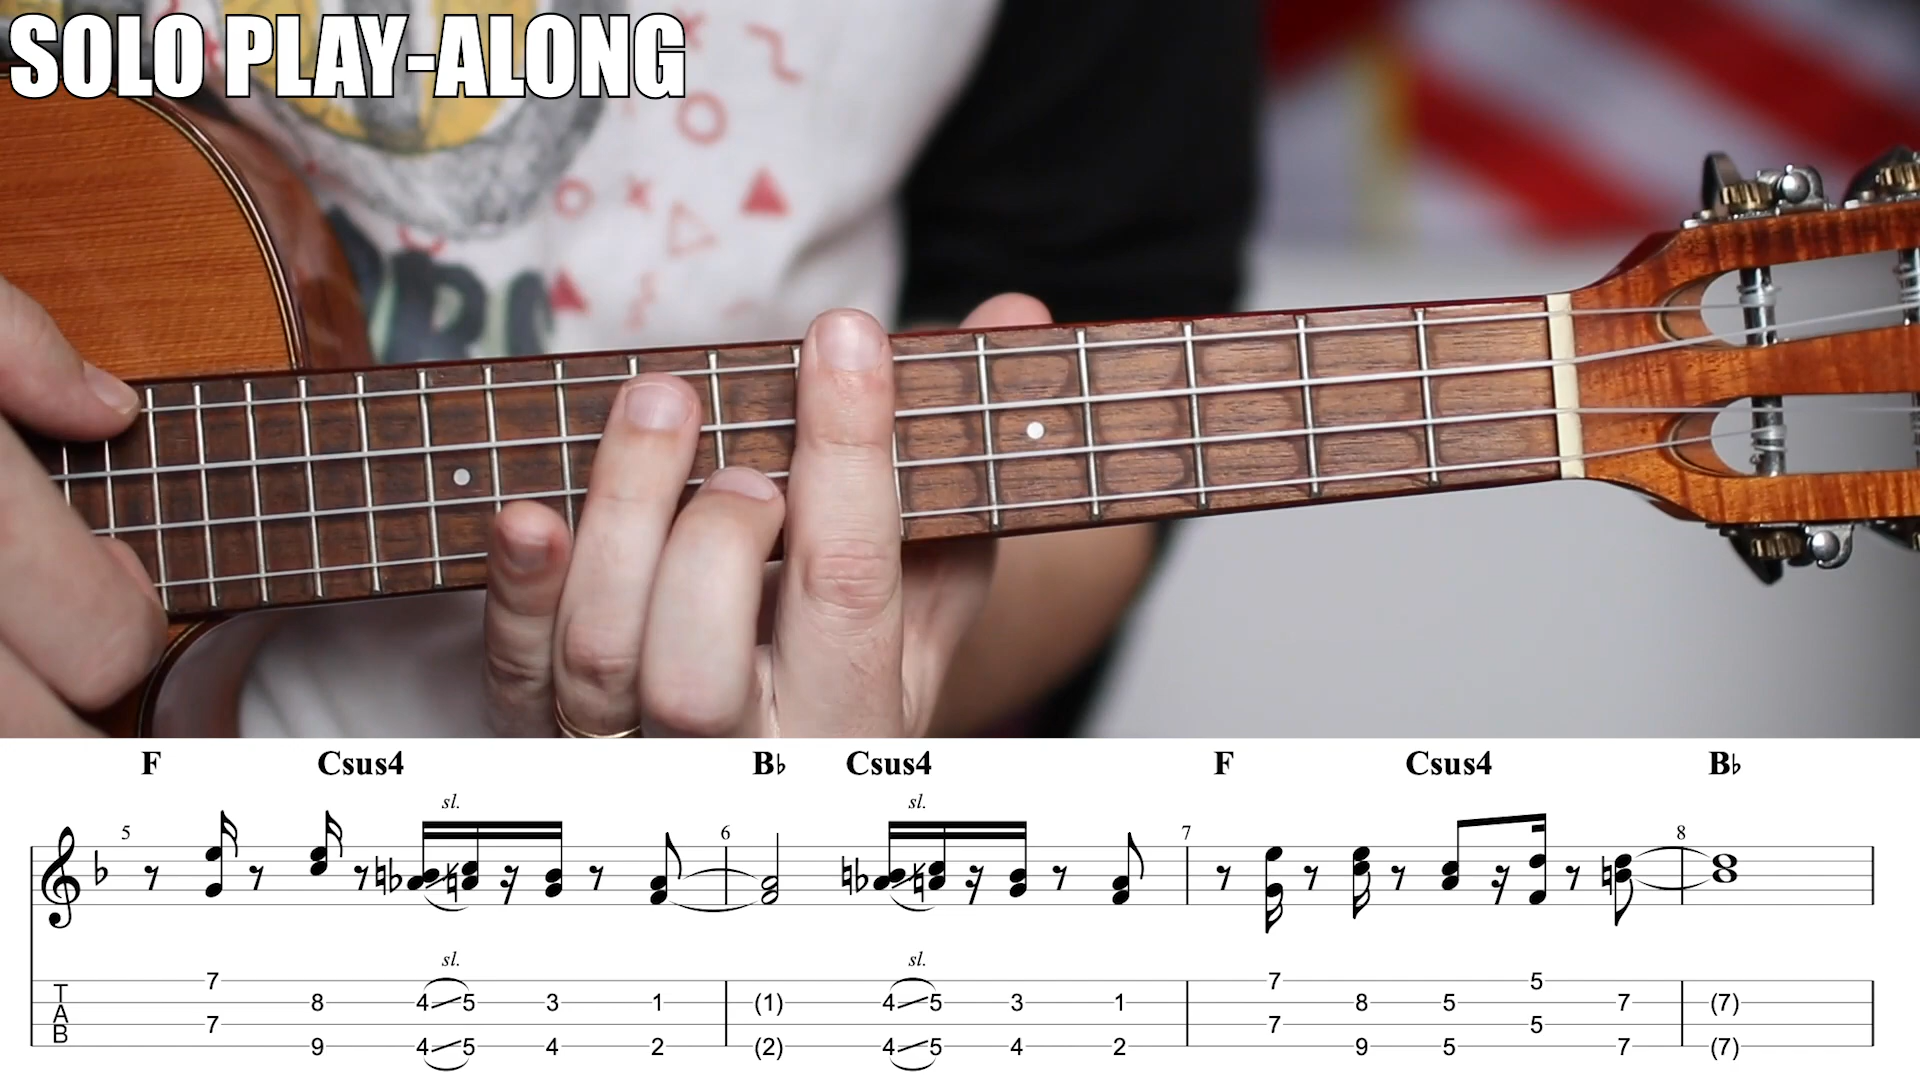 SOLO PLAY-ALONG
F Csus4 B♭ Csus4 F Csus4 B♭
5 6 7 8
sl. sl.
sl. sl.
7 7 5
8 4 5 3 1 (1) 4 5 3 1 8 5 7 (7)
7 7 5
9 4 5 4 2 (2) 4 5 4 2 9 5 7 (7)
TAB